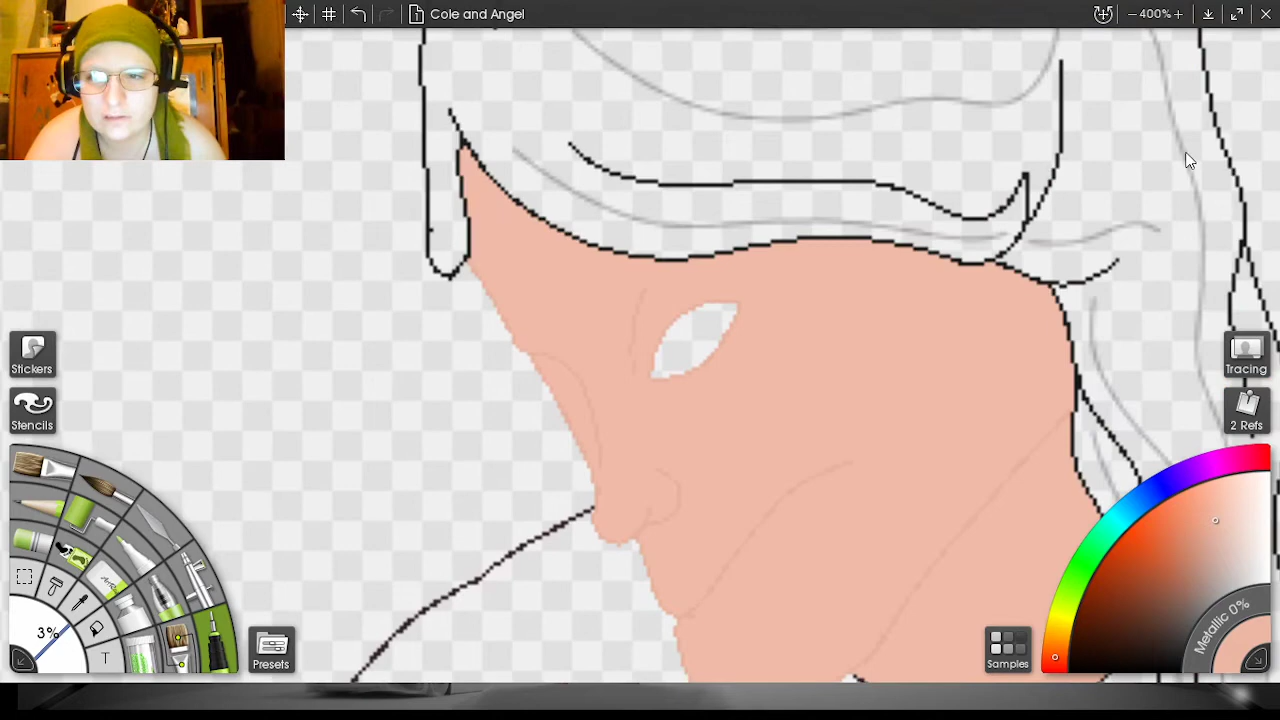 Cole and Angel
400%
Stickers
Stencils
Tracing
2 Refs
3%
T
Presets
Samples
Metallic 0%